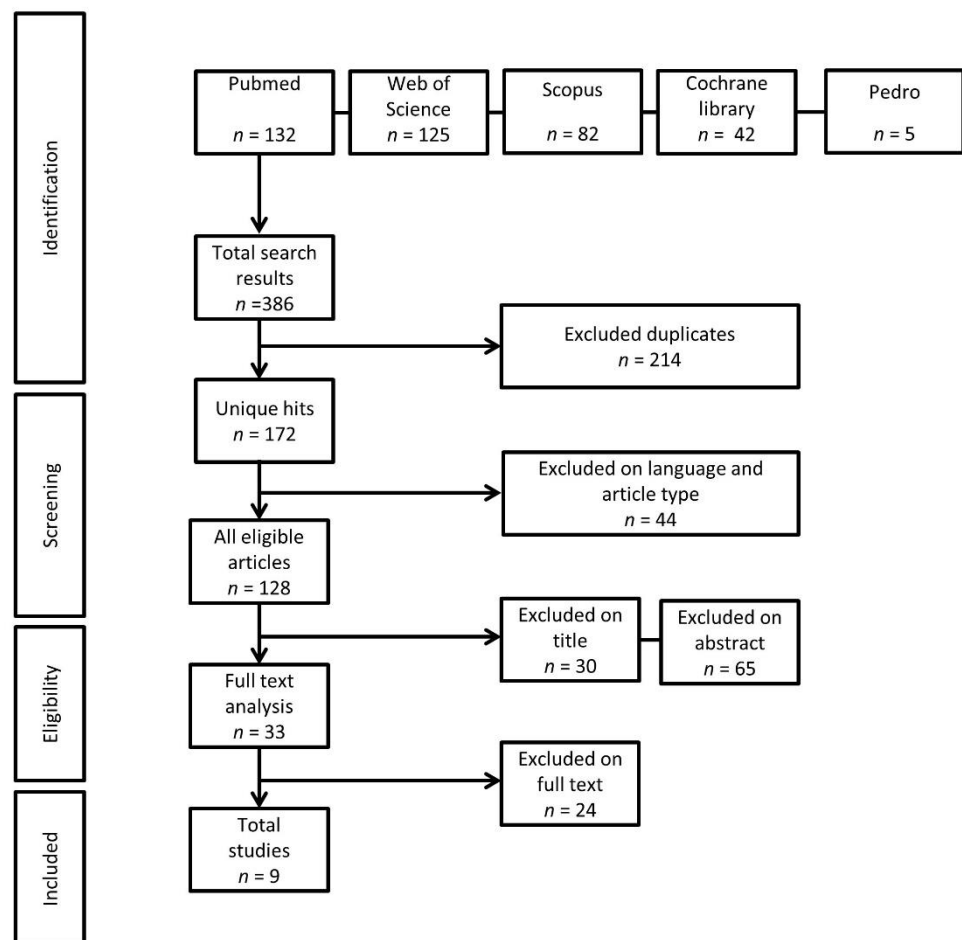 Identification
Pubmed
n = 132
Web of
Science
n = 125
Scopus
n = 82
Cochrane
library
n = 42
Pedro
n = 5
Total search
results
n =386
Excluded duplicates
n = 214
Screening
Unique hits
n = 172
Excluded on language and
article type
n = 44
All eligible
articles
n = 128
Eligibility
Excluded on
title
n = 30
Excluded on
abstract
n = 65
Full text
analysis
n = 33
Excluded on
full text
n = 24
Included
Total
studies
n = 9